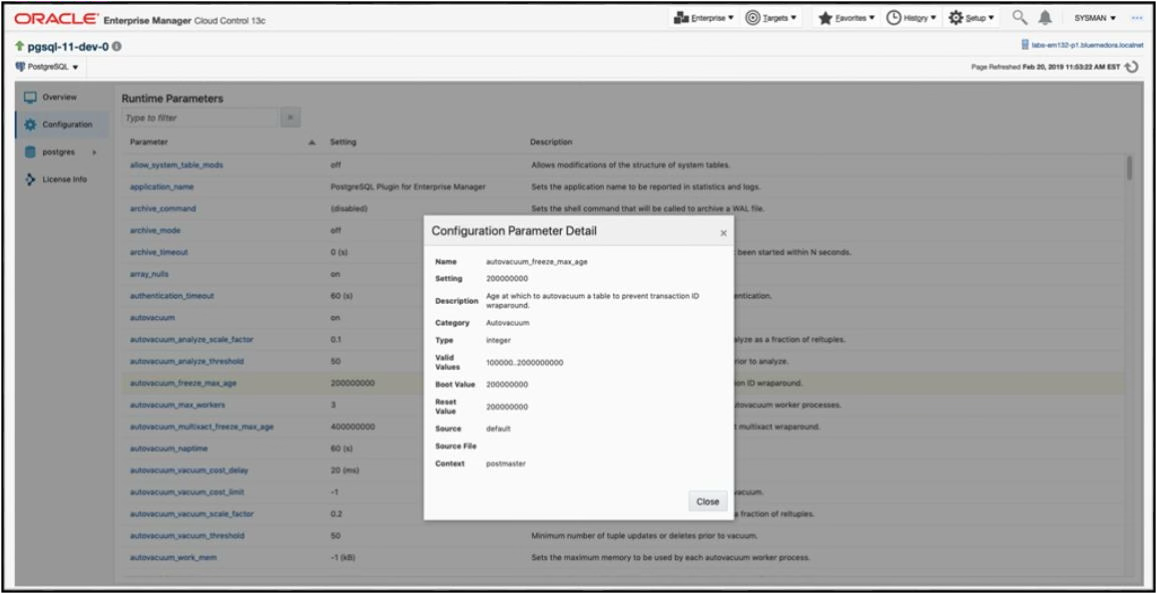 ORACLE Enterprise Manager Cloud Control 13c Enterprise Targets Favorites History Setup SYSMAN
pgsql-11-dev-0 labs-em132-p1.bluemedora.localnet
PostgreSQL Page Refreshed Feb 20, 2019 11:53:22 AM EST
Overview
Configuration
postgres
License Info
Runtime Parameters
Type to filter
Parameter Setting Description
allow_system_table_mods off Allows modifications of the structure of system tables.
application_name PostgreSQL Plugin for Enterprise Manager Sets the application name to be reported in statistics and logs.
archive_command (disabled) Sets the shell command that will be called to archive a WAL file.
archive_mode off
archive_timeout 0 (s) been started within N seconds.
array_nulls on
authentication_timeout 60 (s) entication.
autovacuum on
autovacuum_analyze_scale_factor 0.1 alyze as a fraction of reltuples.
autovacuum_analyze_threshold 50 rior to analyze.
autovacuum_freeze_max_age 200000000 ion ID wraparound.
autovacuum_max_workers 3 utovacuum worker processes.
autovacuum_multixact_freeze_max_age 400000000 t multixact wraparound.
autovacuum_naptime 60 (s)
autovacuum_vacuum_cost_delay 20 (ms)
autovacuum_vacuum_cost_limit -1 vacuum.
autovacuum_vacuum_scale_factor 0.2 a fraction of reltuples.
autovacuum_vacuum_threshold 50 Minimum number of tuple updates or deletes prior to vacuum.
autovacuum_work_mem -1 (kB) Sets the maximum memory to be used by each autovacuum worker process.
Configuration Parameter Detail ×
Name autovacuum_freeze_max_age
Setting 200000000
Description Age at which to autovacuum a table to prevent transaction ID
wraparound.
Category Autovacuum
Type integer
Valid
Values 100000..2000000000
Boot Value 200000000
Reset
Value 200000000
Source default
Source File
Context postmaster
Close